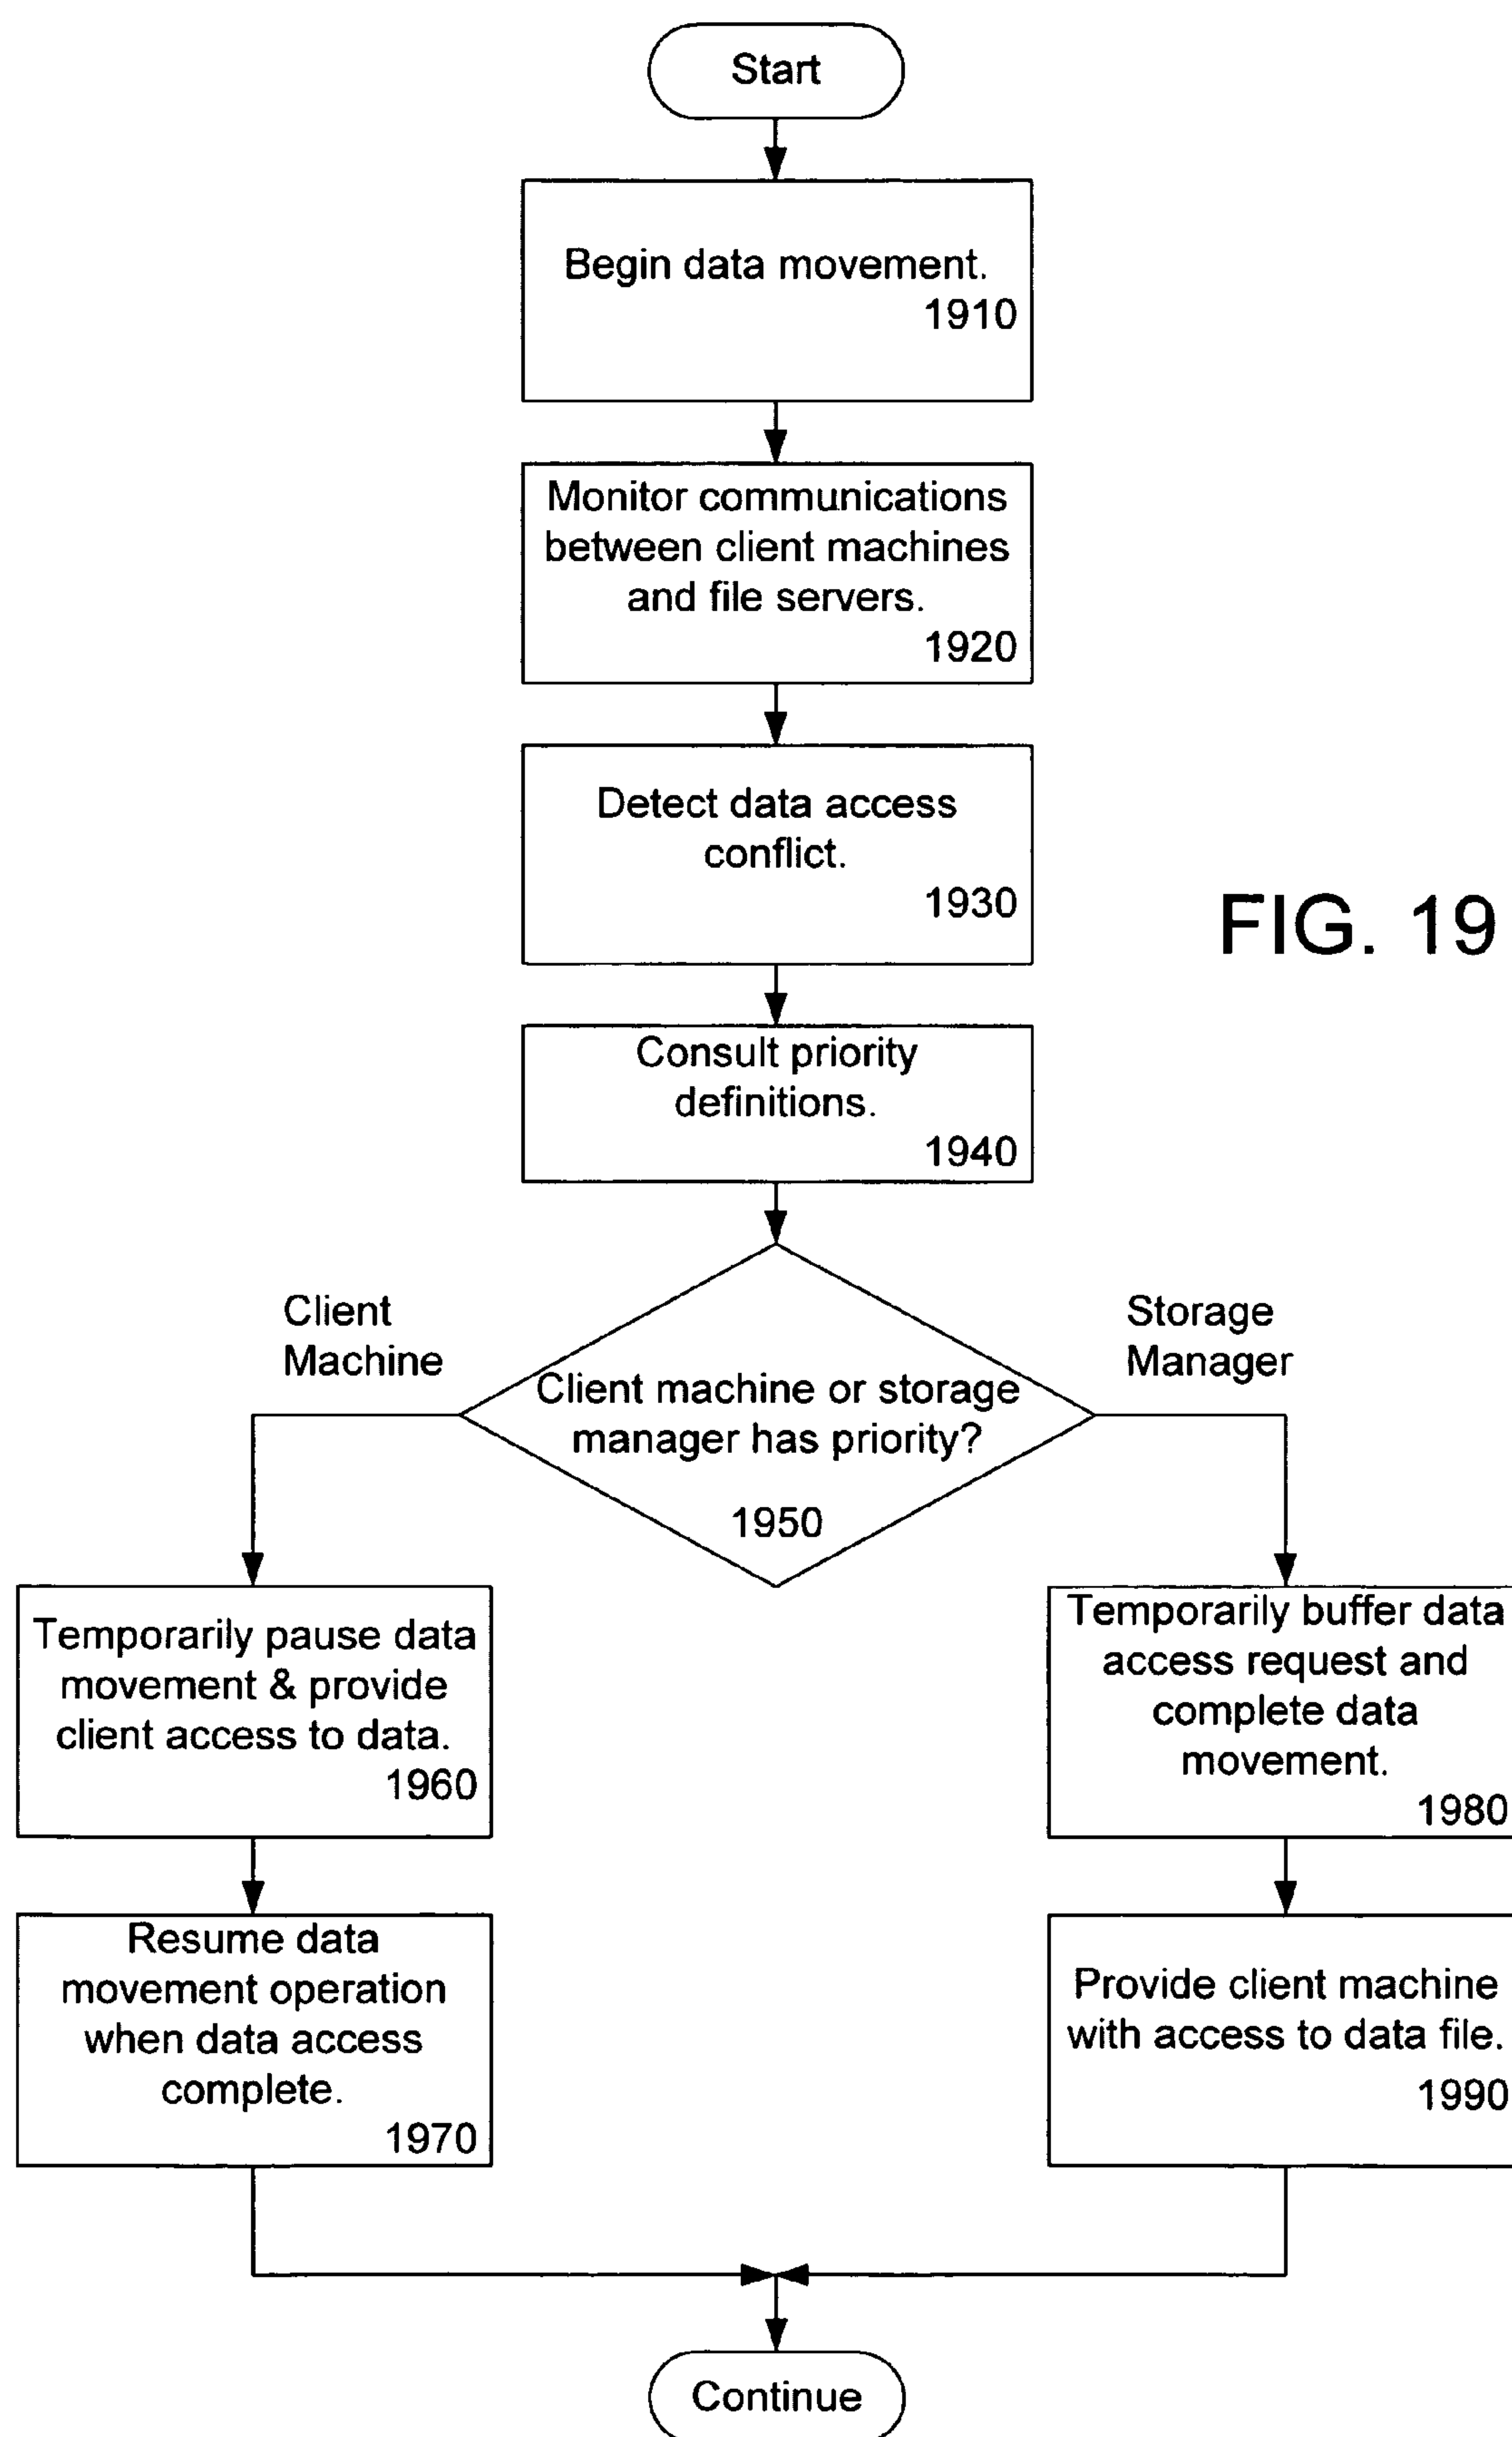 Start
Begin data movement.
1910
Monitor communications
between client machines
and file servers.
1920
Detect data access
conflict.
1930
FIG. 19
Consult priority
definitions.
1940
Client
Machine
Storage
Manager
Client machine or storage
manager has priority?
1950
Temporarily pause data
movement & provide
client access to data.
1960
Temporarily buffer data
access request and
complete data
movement.
1980
Resume data
movement operation
when data access
complete.
1970
Provide client machine
with access to data file.
1990
Continue